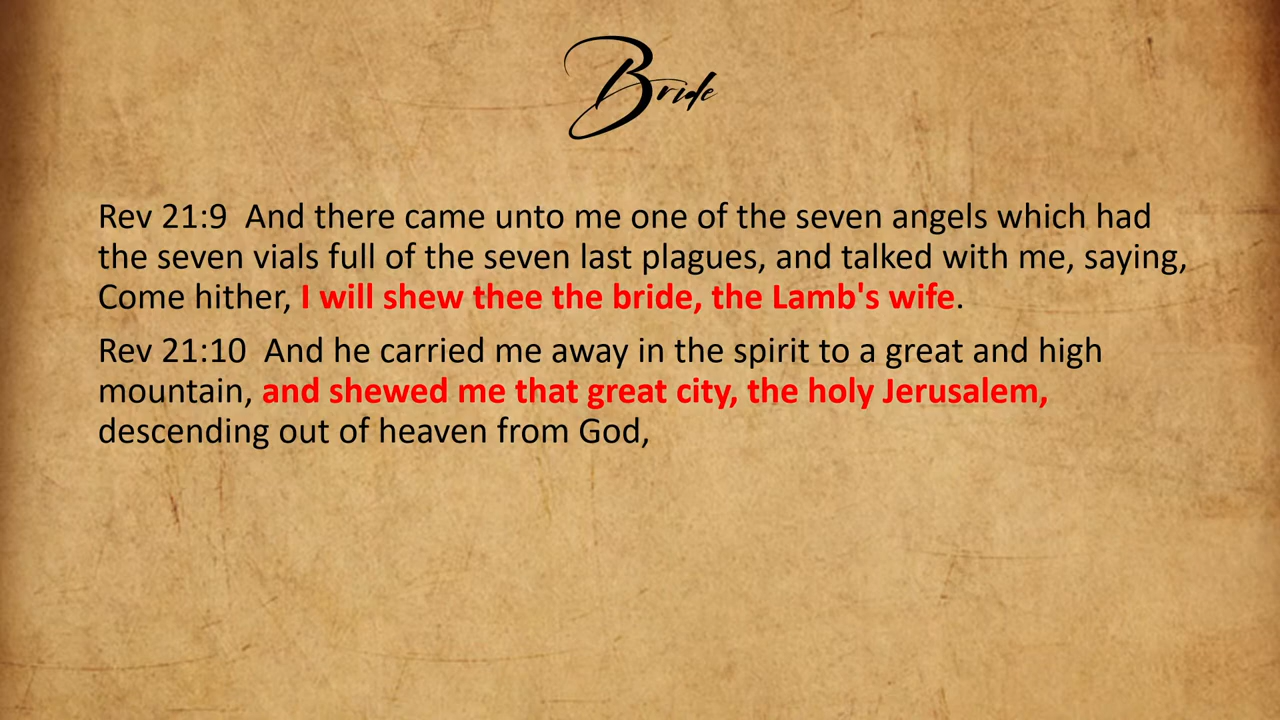 Bride
Rev 21:9  And there came unto me one of the seven angels which had
the seven vials full of the seven last plagues, and talked with me, saying,
Come hither, I will shew thee the bride, the Lamb's wife.
Rev 21:10  And he carried me away in the spirit to a great and high
mountain, and shewed me that great city, the holy Jerusalem,
descending out of heaven from God,